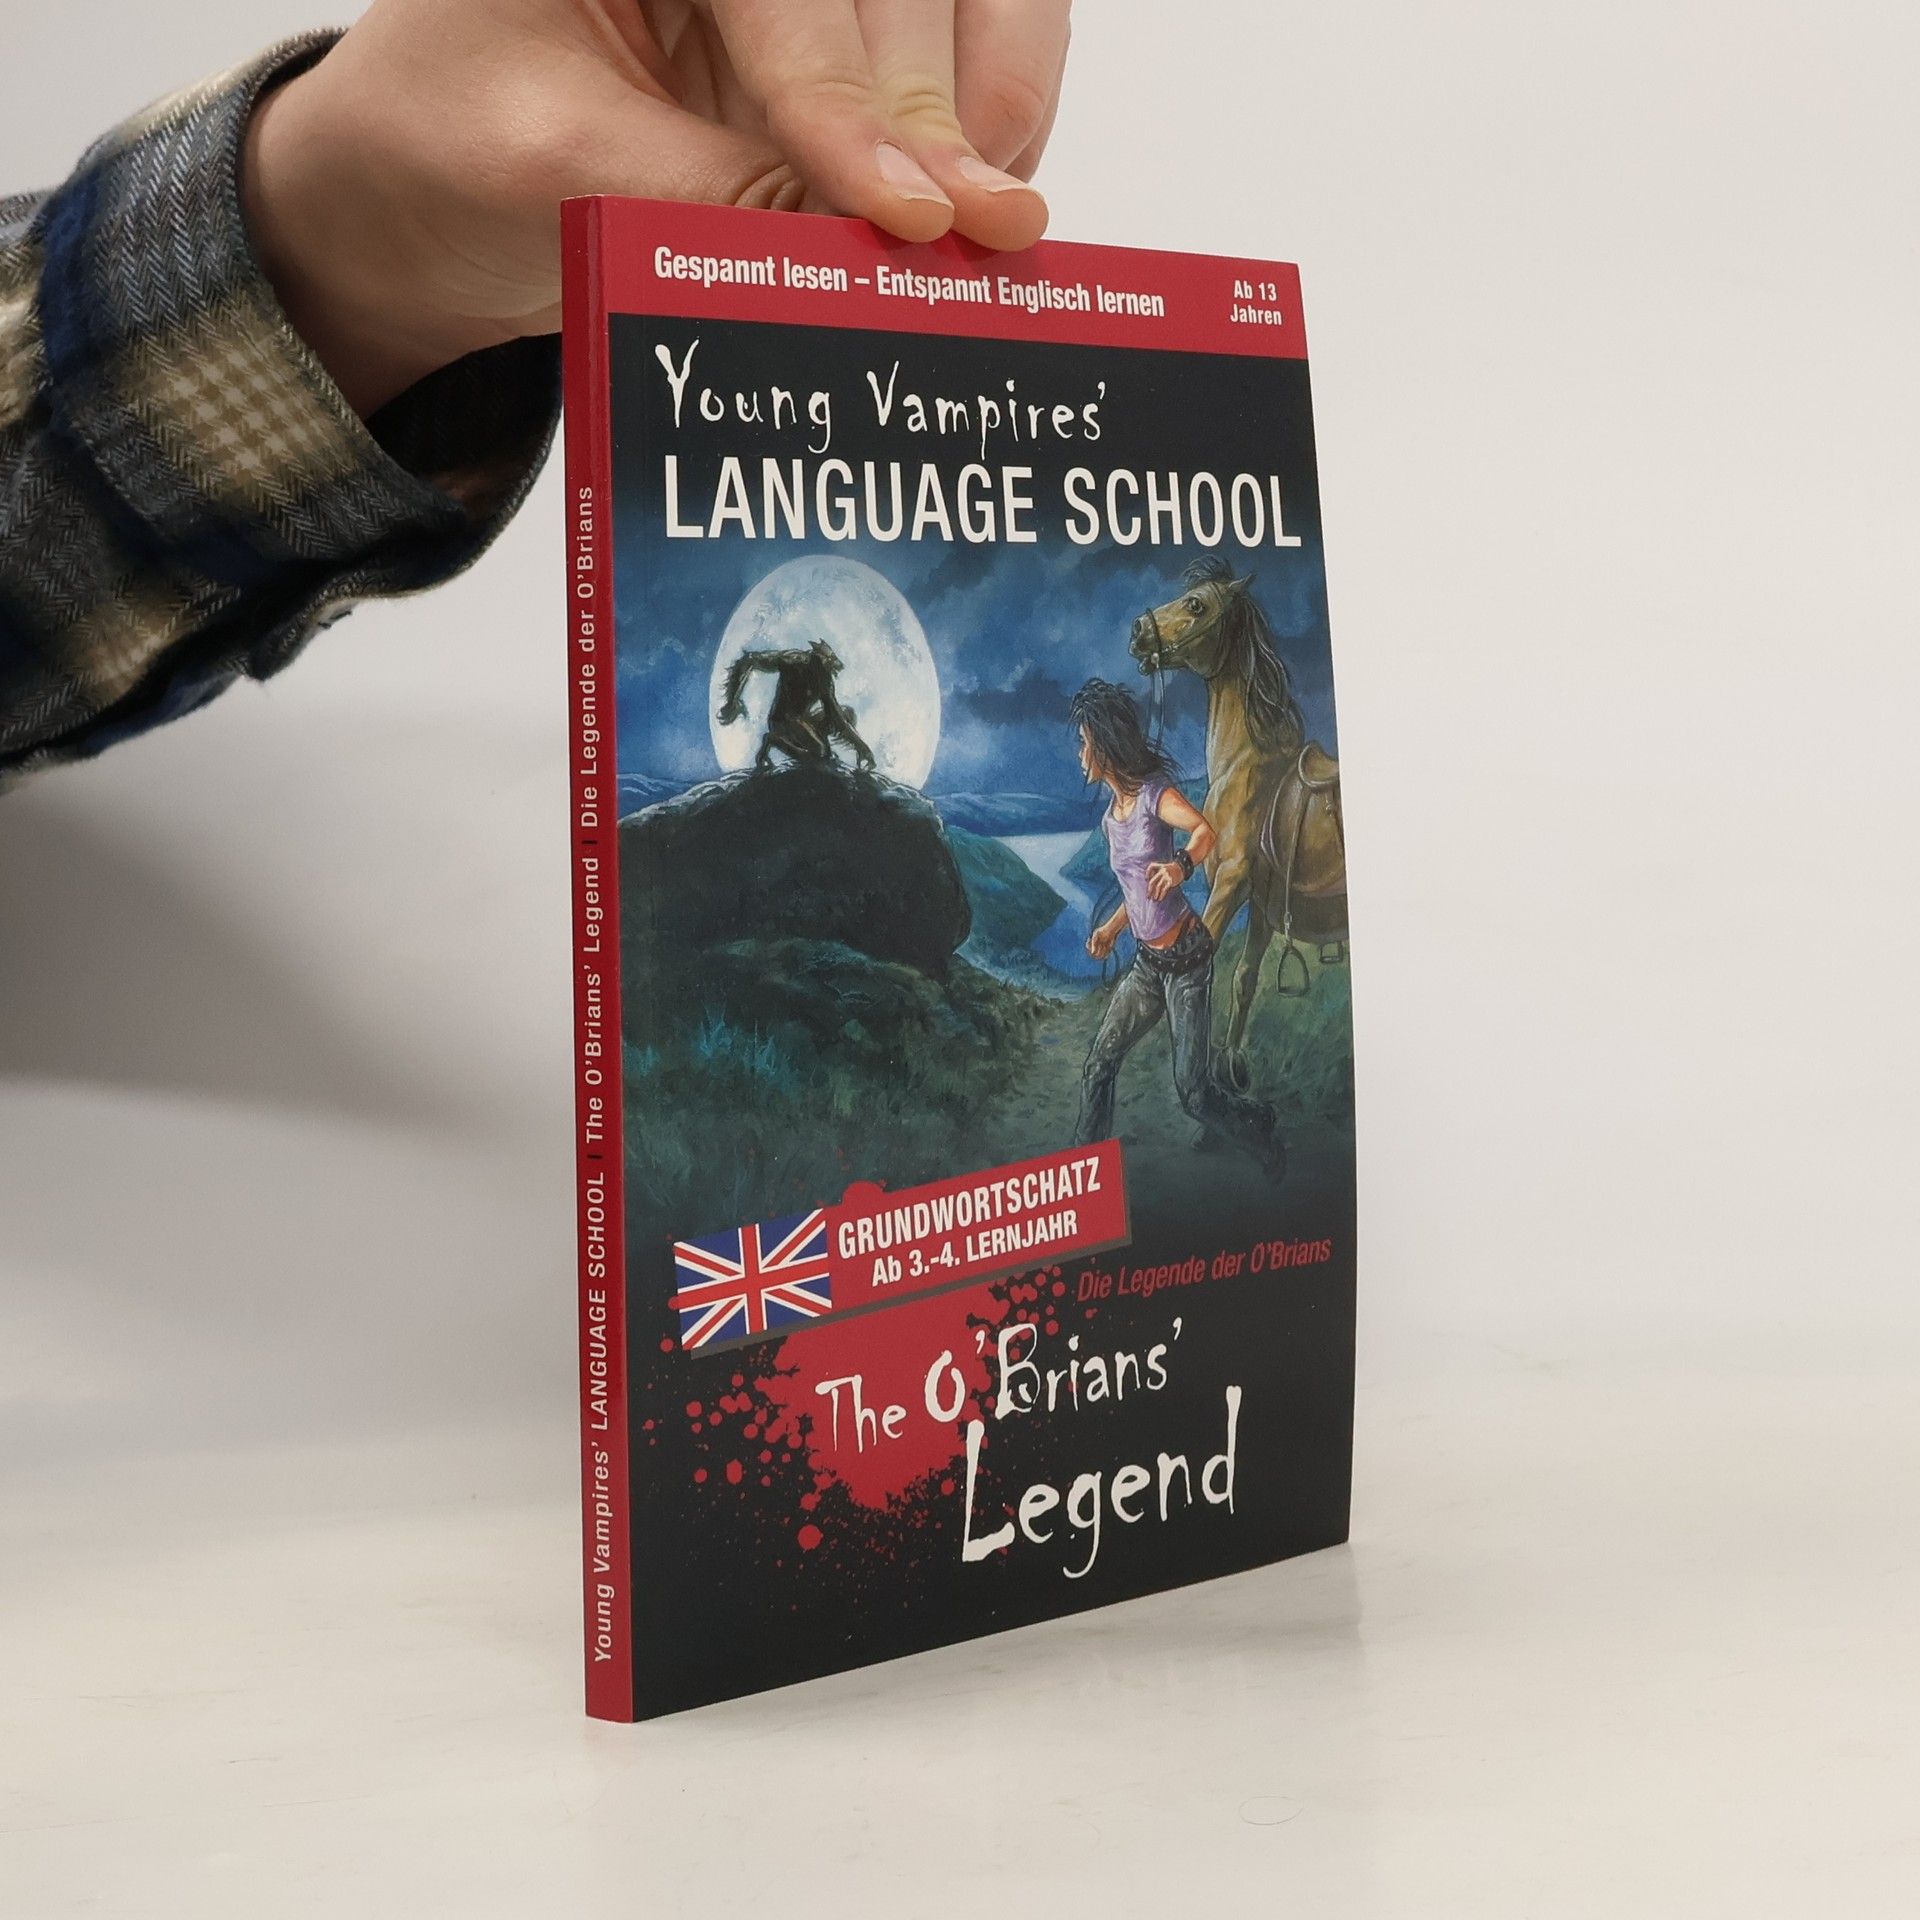 Gespannt lesen – Entspannt Englisch lernen
Ab 13
Jahren
Young Vampires'
LANGUAGE SCHOOL
GRUNDWORTSCHATZ
Ab 3.-4. LERNJAHR
Die Legende der O'Brians
The O'Brians'
Legend
Young Vampires' LANGUAGE SCHOOL I The O'Brians' Legend I Die Legende der O'Brians